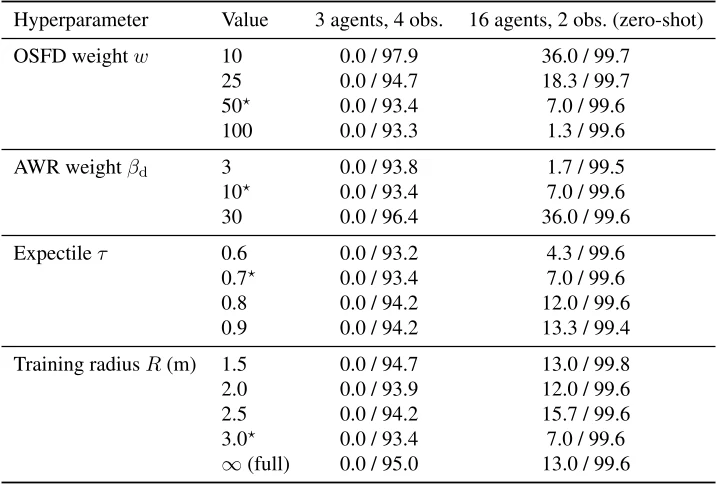 Hyperparameter Value 3 agents, 4 obs. 16 agents, 2 obs. (zero-shot)
OSFD weight w 10 0.0 / 97.9 36.0 / 99.7
25 0.0 / 94.7 18.3 / 99.7
50⋆ 0.0 / 93.4 7.0 / 99.6
100 0.0 / 93.3 1.3 / 99.6
AWR weight βd 3 0.0 / 93.8 1.7 / 99.5
10⋆ 0.0 / 93.4 7.0 / 99.6
30 0.0 / 96.4 36.0 / 99.6
Expectile τ 0.6 0.0 / 93.2 4.3 / 99.6
0.7⋆ 0.0 / 93.4 7.0 / 99.6
0.8 0.0 / 94.2 12.0 / 99.6
0.9 0.0 / 94.2 13.3 / 99.4
Training radius R (m) 1.5 0.0 / 94.7 13.0 / 99.8
2.0 0.0 / 93.9 12.0 / 99.6
2.5 0.0 / 94.2 15.7 / 99.6
3.0⋆ 0.0 / 93.4 7.0 / 99.6
∞ (full) 0.0 / 95.0 13.0 / 99.6